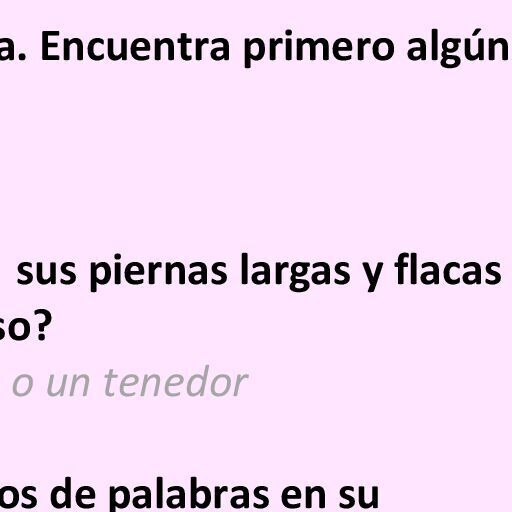 a. Encuentra primero algún
sus piernas largas y flacas
so?
o un tenedor
os de palabras en su